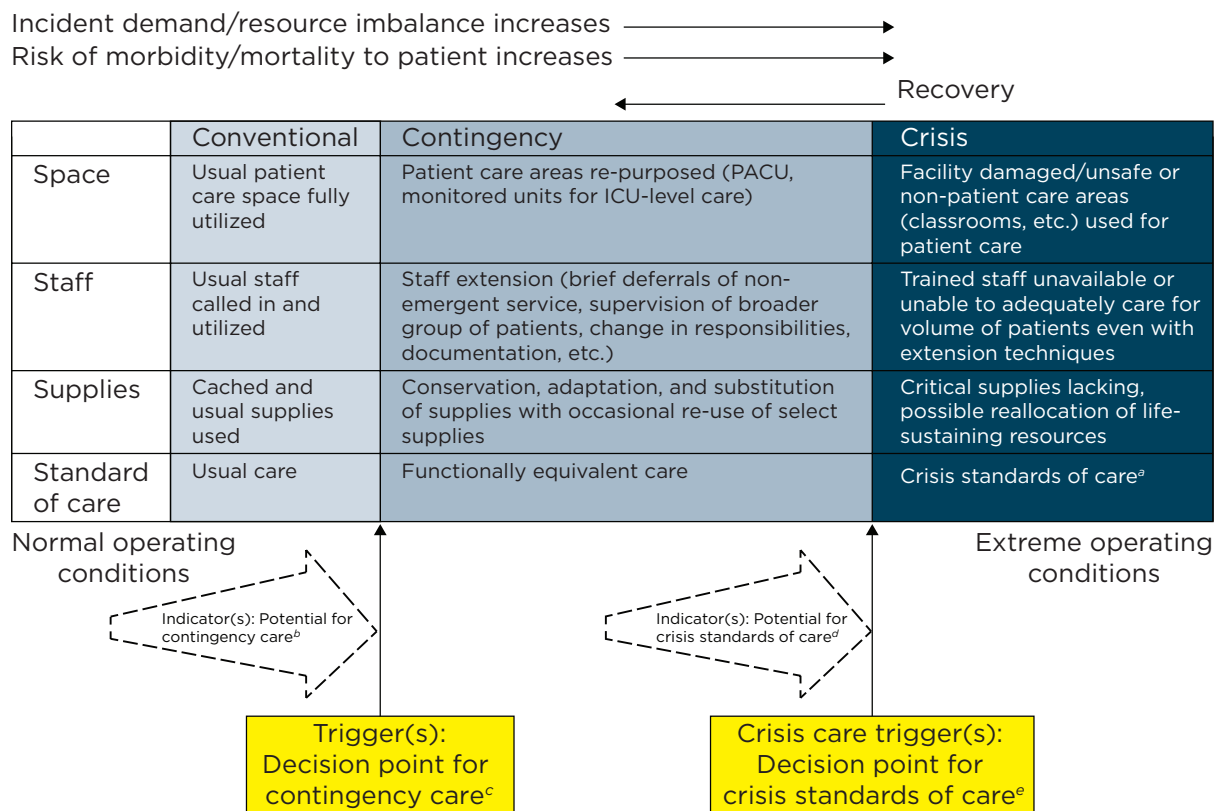 Incident demand/resource imbalance increases
Risk of morbidity/mortality to patient increases
Recovery
Conventional
Contingency
Crisis
Space
Usual patient
care space fully
utilized
Patient care areas re-purposed (PACU,
monitored units for ICU-level care)
Facility damaged/unsafe or
non-patient care areas
(classrooms, etc.) used for
patient care
Staff
Usual staff
called in and
utilized
Staff extension (brief deferrals of non-
emergent service, supervision of broader
group of patients, change in responsibilities,
documentation, etc.)
Trained staff unavailable or
unable to adequately care for
volume of patients even with
extension techniques
Supplies
Cached and
usual supplies
used
Conservation, adaptation, and substitution
of supplies with occasional re-use of select
supplies
Critical supplies lacking,
possible reallocation of life-
sustaining resources
Standard
of care
Usual care
Functionally equivalent care
Crisis standards of careᵃ
Normal operating
conditions
Extreme operating
conditions
Indicator(s): Potential for
contingency careᵇ
Indicator(s): Potential for
crisis standards of careᵈ
Trigger(s):
Decision point for
contingency careᶜ
Crisis care trigger(s):
Decision point for
crisis standards of careᵉ